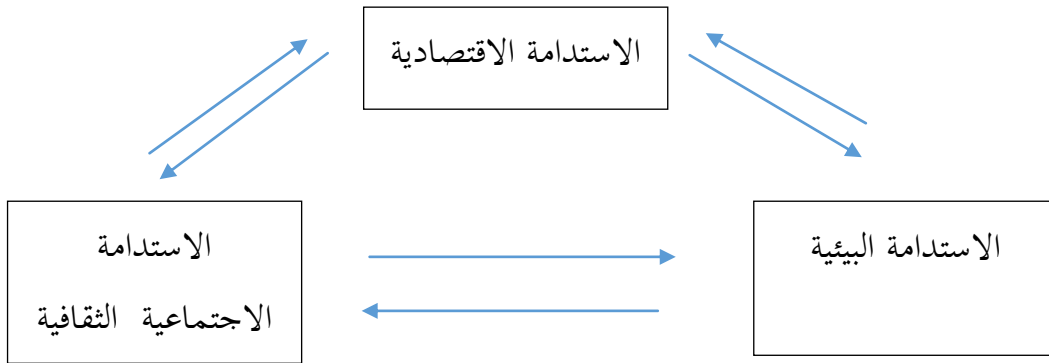 الاستدامة الاقتصادية
الاستدامة البيئية
الاستدامة
الاجتماعية الثقافية